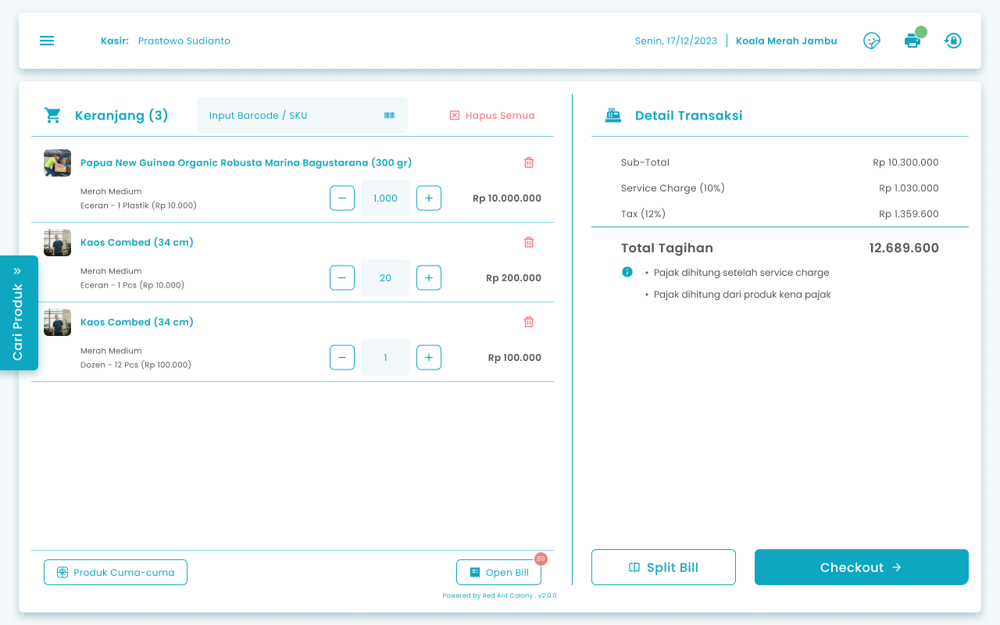 Kasir: Prastowo Sudianto
Senin, 17/12/2023 | Koala Merah Jambu
Keranjang (3)
Input Barcode / SKU
Hapus Semua
Papua New Guinea Organic Robusta Marina Bagustarana (300 gr)
Merah Medium
Eceran - 1 Plastik (Rp 10.000)
− 1.000 +
Rp 10.000.000
Kaos Combed (34 cm)
Merah Medium
Eceran - 1 Pcs (Rp 10.000)
− 20 +
Rp 200.000
Kaos Combed (34 cm)
Merah Medium
Dozen - 12 Pcs (Rp 100.000)
− 1 +
Rp 100.000
Cari Produk »
Produk Cuma-cuma
Open Bill
89
Powered by Red Ant Colony . v2.0.0
Detail Transaksi
Sub-Total Rp 10.300.000
Service Charge (10%) Rp 1.030.000
Tax (12%) Rp 1.359.600
Total Tagihan 12.689.600
• Pajak dihitung setelah service charge
• Pajak dihitung dari produk kena pajak
Split Bill
Checkout →